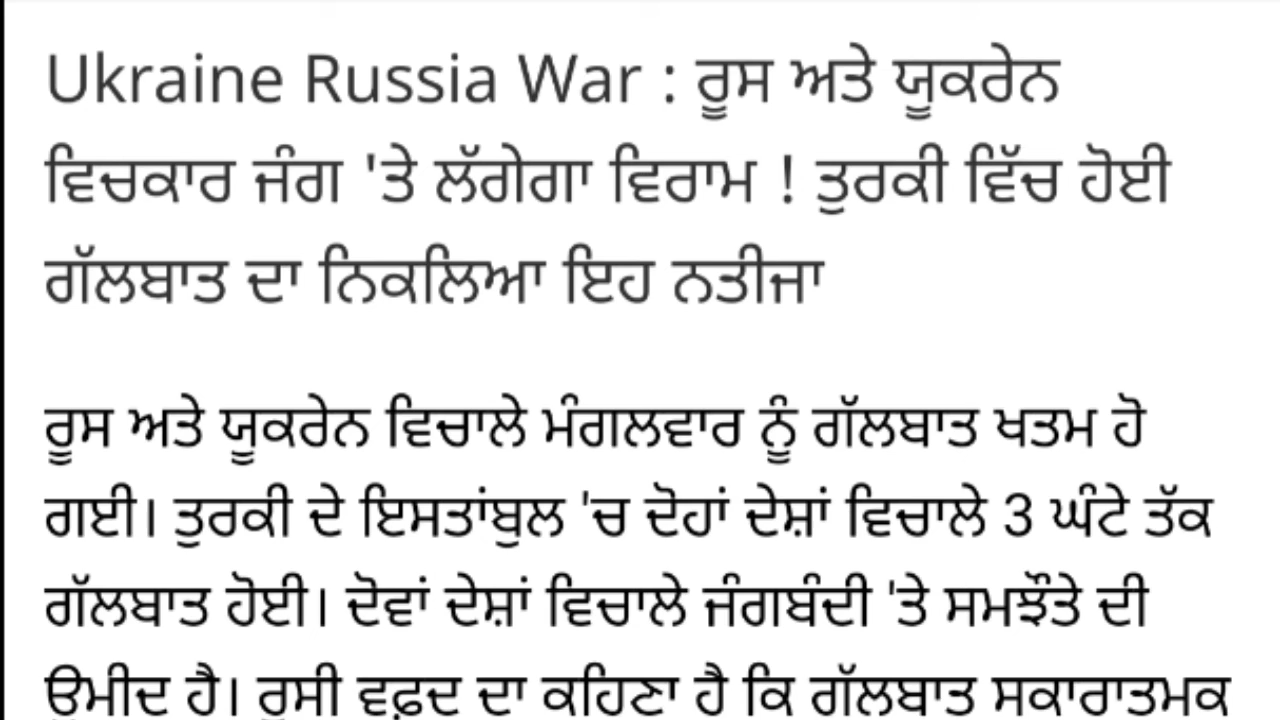 Ukraine Russia War : ਰੂਸ ਅਤੇ ਯੂਕਰੇਨ
ਵਿਚਕਾਰ ਜੰਗ 'ਤੇ ਲੱਗੇਗਾ ਵਿਰਾਮ ! ਤੁਰਕੀ ਵਿੱਚ ਹੋਈ
ਗੱਲਬਾਤ ਦਾ ਨਿਕਲਿਆ ਇਹ ਨਤੀਜਾ
ਰੂਸ ਅਤੇ ਯੂਕਰੇਨ ਵਿਚਾਲੇ ਮੰਗਲਵਾਰ ਨੂੰ ਗੱਲਬਾਤ ਖਤਮ ਹੋ
ਗਈ। ਤੁਰਕੀ ਦੇ ਇਸਤਾਂਬੁਲ 'ਚ ਦੋਹਾਂ ਦੇਸ਼ਾਂ ਵਿਚਾਲੇ 3 ਘੰਟੇ ਤੱਕ
ਗੱਲਬਾਤ ਹੋਈ। ਦੋਵਾਂ ਦੇਸ਼ਾਂ ਵਿਚਾਲੇ ਜੰਗਬੰਦੀ 'ਤੇ ਸਮਝੌਤੇ ਦੀ
ਉਮੀਦ ਹੈ। ਰੂਸੀ ਵਫ਼ਦ ਦਾ ਕਹਿਣਾ ਹੈ ਕਿ ਗੱਲਬਾਤ ਸਕਾਰਾਤਮਕ